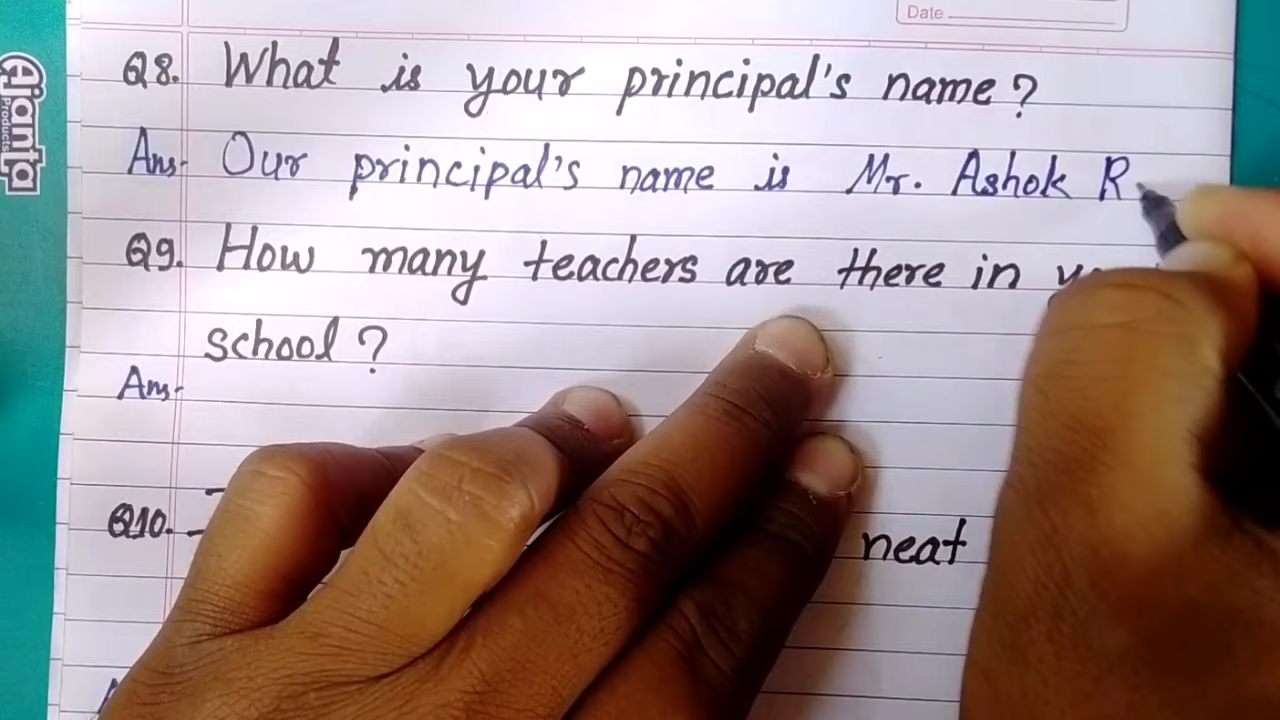 Date
Q8. What is your principal's name?
Ans- Our principal's name is Mr. Ashok R
Q9. How many teachers are there in
school?
Ans-
Q10. neat
Ajanta
Products